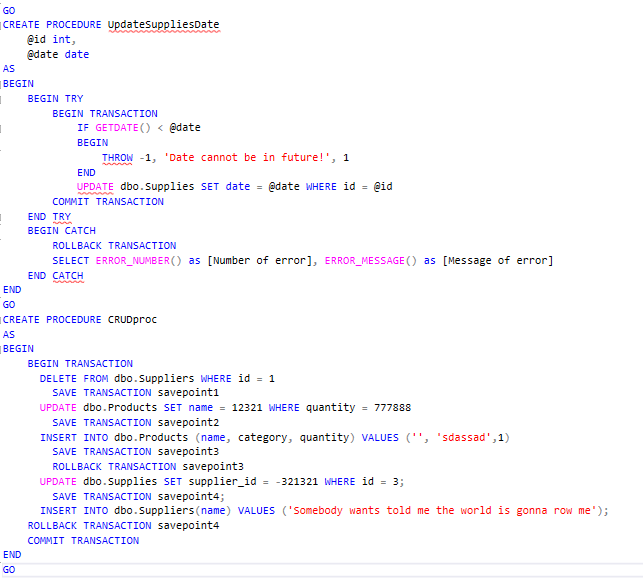 GO
CREATE PROCEDURE UpdateSuppliesDate
@id int,
@date date
AS
BEGIN
BEGIN TRY
BEGIN TRANSACTION
IF GETDATE() < @date
BEGIN
THROW -1, 'Date cannot be in future!', 1
END
UPDATE dbo.Supplies SET date = @date WHERE id = @id
COMMIT TRANSACTION
END TRY
BEGIN CATCH
ROLLBACK TRANSACTION
SELECT ERROR_NUMBER() as [Number of error], ERROR_MESSAGE() as [Message of error]
END CATCH
END
GO
CREATE PROCEDURE CRUDproc
AS
BEGIN
BEGIN TRANSACTION
DELETE FROM dbo.Suppliers WHERE id = 1
SAVE TRANSACTION savepoint1
UPDATE dbo.Products SET name = 12321 WHERE quantity = 777888
SAVE TRANSACTION savepoint2
INSERT INTO dbo.Products (name, category, quantity) VALUES ('', 'sdassad',1)
SAVE TRANSACTION savepoint3
ROLLBACK TRANSACTION savepoint3
UPDATE dbo.Supplies SET supplier_id = -321321 WHERE id = 3;
SAVE TRANSACTION savepoint4;
INSERT INTO dbo.Suppliers(name) VALUES ('Somebody wants told me the world is gonna row me');
ROLLBACK TRANSACTION savepoint4
COMMIT TRANSACTION
END
GO